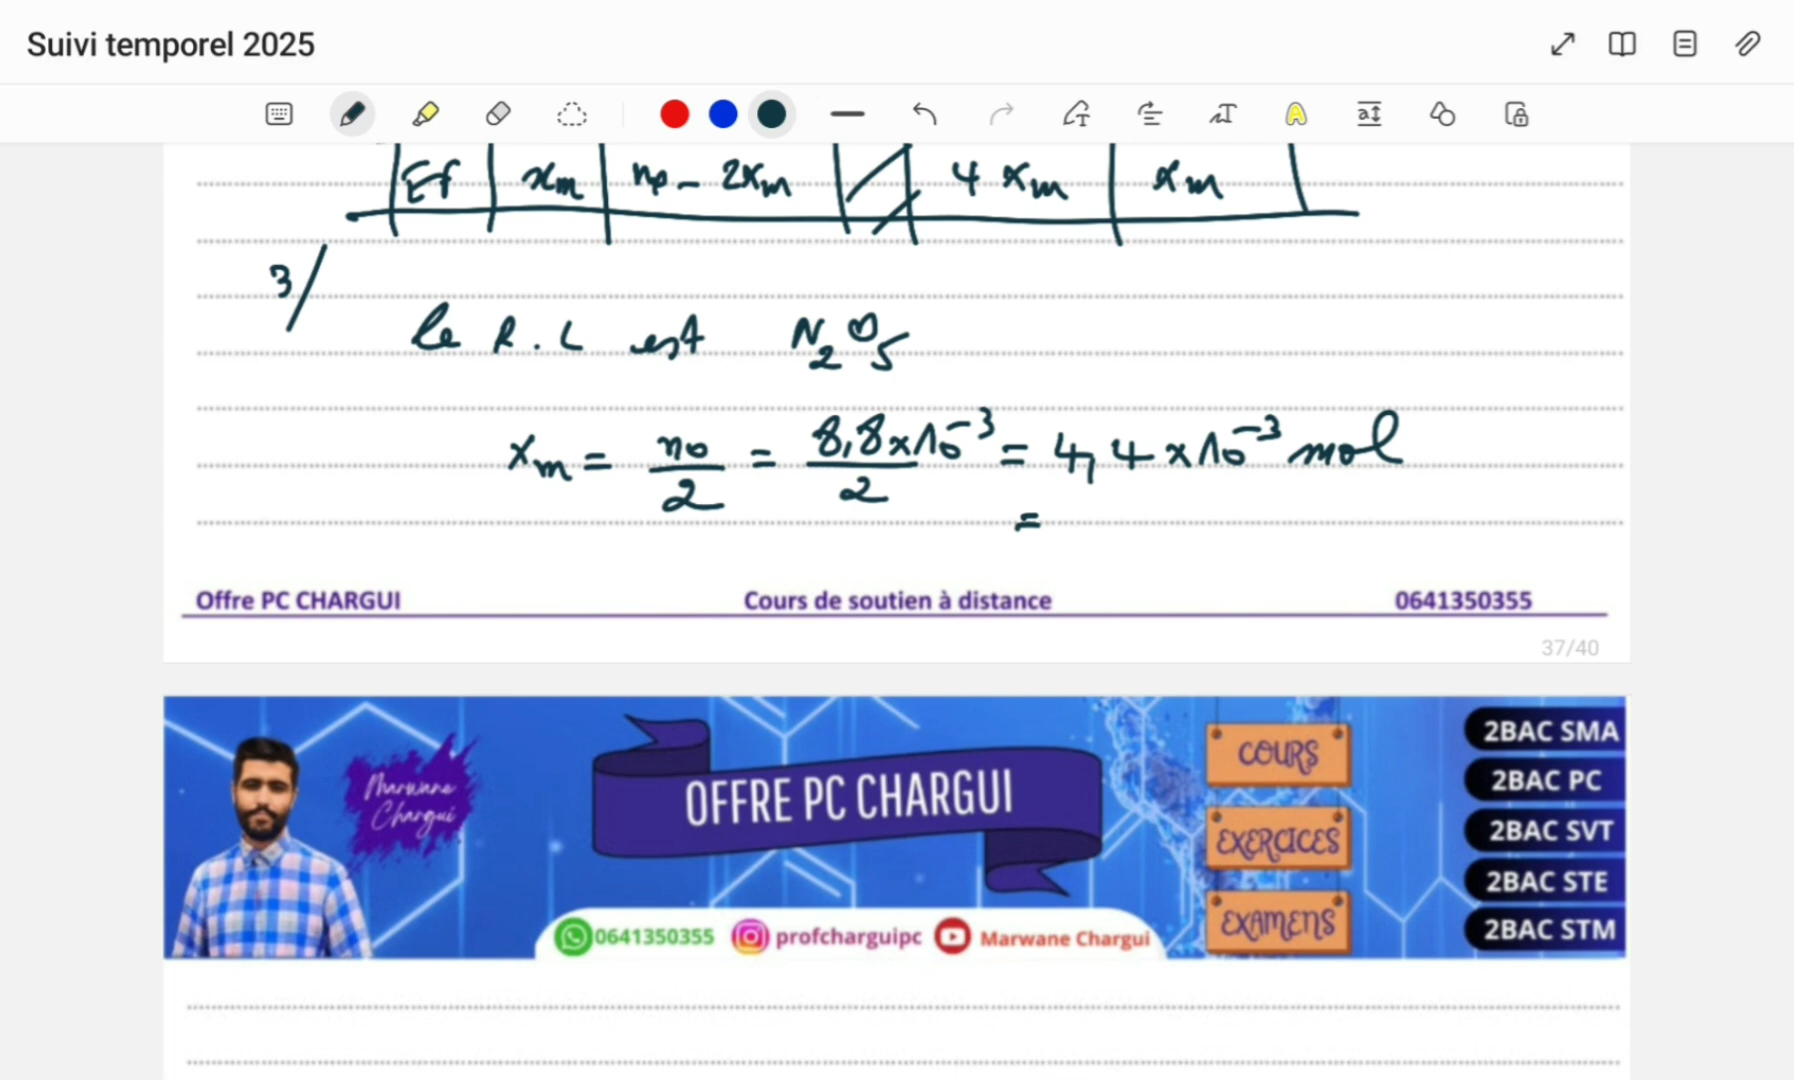 Suivi temporel 2025
Ef xm n0 - 2xm 4 xm xm
3/
le R.L est N2O5
xm = n0/2 = 8,8x10^-3/2 = 4,4 x 10^-3 mol
=
Offre PC CHARGUI Cours de soutien à distance 0641350355
37/40
Marwane
Chargui
OFFRE PC CHARGUI
COURS
EXERCICES
EXAMENS
2BAC SMA
2BAC PC
2BAC SVT
2BAC STE
2BAC STM
0641350355 profcharguipc Marwane Chargui